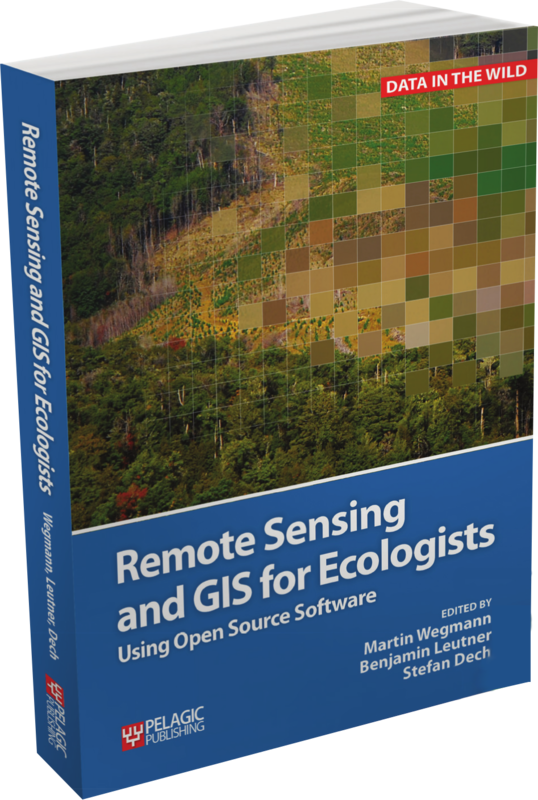 DATA IN THE WILD
Remote Sensing
and GIS for Ecologists
Using Open Source Software
EDITED BY
Martin Wegmann
Benjamin Leutner
Stefan Dech
PELAGIC
PUBLISHING
Remote Sensing and GIS for Ecologists
Wegmann, Leutner, Dech
PELAGIC
PUBLISHING